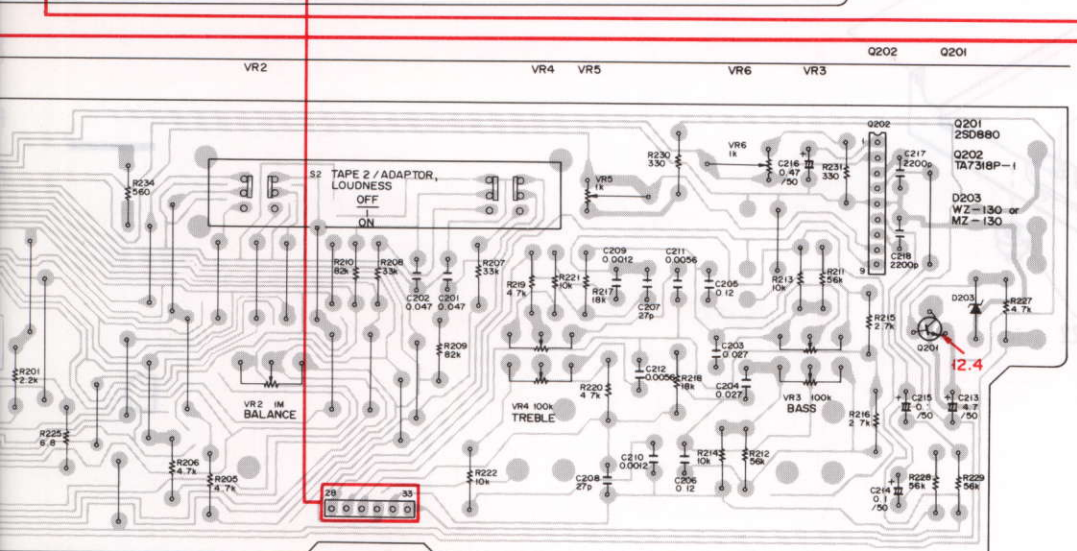 Q202 Q201
VR2 VR4 VR5 VR6 VR3
Q202
Q201
2SD880
Q202
TA7318P-1
D203
WZ-130 or
MZ-130
1
9
R234
560
S2 TAPE 2 / ADAPTOR,
LOUDNESS
OFF
ON
VR5
1k
R230
330
VR6
1k
C216
0.47
/50
R231
330
C217
2200p
C218
2200p
R210
82k
R208
33k
C202
0.047
C201
0.047
R207
33k
R219
4.7k
R221
10k
R217
18k
C209
0.0012
C207
27p
C211
0.0056
C205
0.12
R213
10k
R211
56k
R215
2.7k
D203
R227
4.7k
Q201
12.4
R201
2.2k
R209
82k
C203
0.027
C212
0.0056
R218
18k
C204
0.027
R220
4.7k
VR2 1M
BALANCE
VR4 100k
TREBLE
VR3 100k
BASS
R216
2.7k
C215
0.1
/50
C213
4.7
/50
R225
6.8
R206
4.7k
R205
4.7k
R222
10k
C210
0.0012
C208
27p
C206
0.12
R214
10k
R212
56k
C214
0.1
/50
R228
56k
R229
56k
28 33